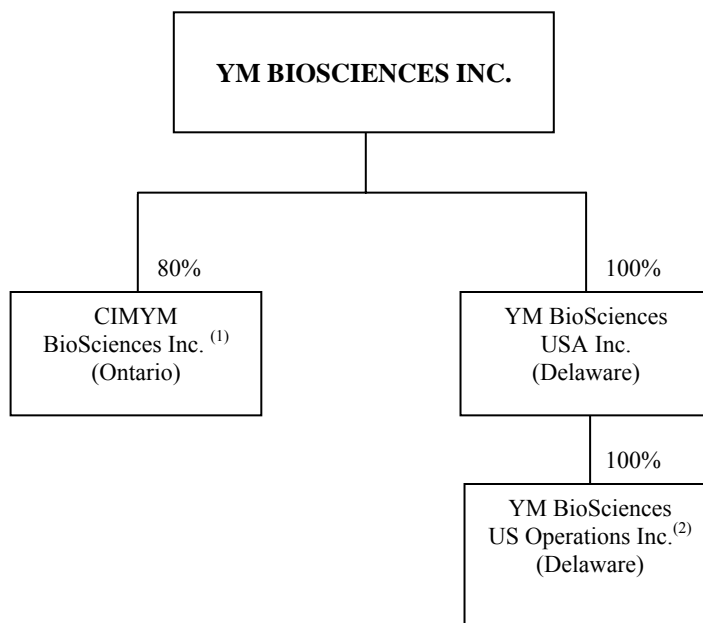 YM BIOSCIENCES INC.
80%
100%
CIMYM
BioSciences Inc. (1)
(Ontario)
YM BioSciences
USA Inc.
(Delaware)
100%
YM BioSciences
US Operations Inc.(2)
(Delaware)